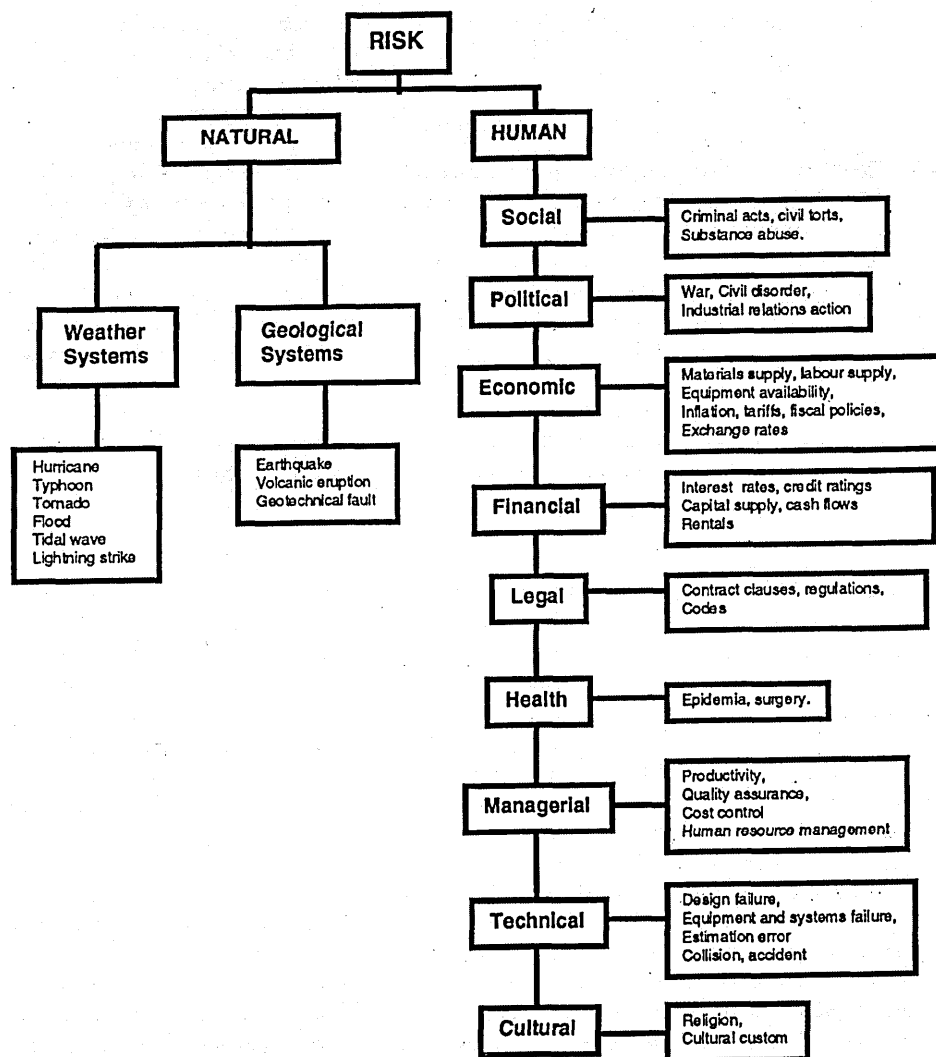 RISK
NATURAL
HUMAN
Weather
Systems
Geological
Systems
Hurricane
Typhoon
Tornado
Flood
Tidal wave
Lightning strike
Earthquake
Volcanic eruption
Geotechnical fault
Social
Criminal acts, civil torts,
Substance abuse.
Political
War, Civil disorder,
Industrial relations action
Economic
Materials supply, labour supply,
Equipment availability,
Inflation, tariffs, fiscal policies,
Exchange rates
Financial
Interest rates, credit ratings
Capital supply, cash flows
Rentals
Legal
Contract clauses, regulations,
Codes
Health
Epidemia, surgery.
Managerial
Productivity,
Quality assurance,
Cost control
Human resource management
Technical
Design failure,
Equipment and systems failure,
Estimation error
Collision, accident
Cultural
Religion,
Cultural custom